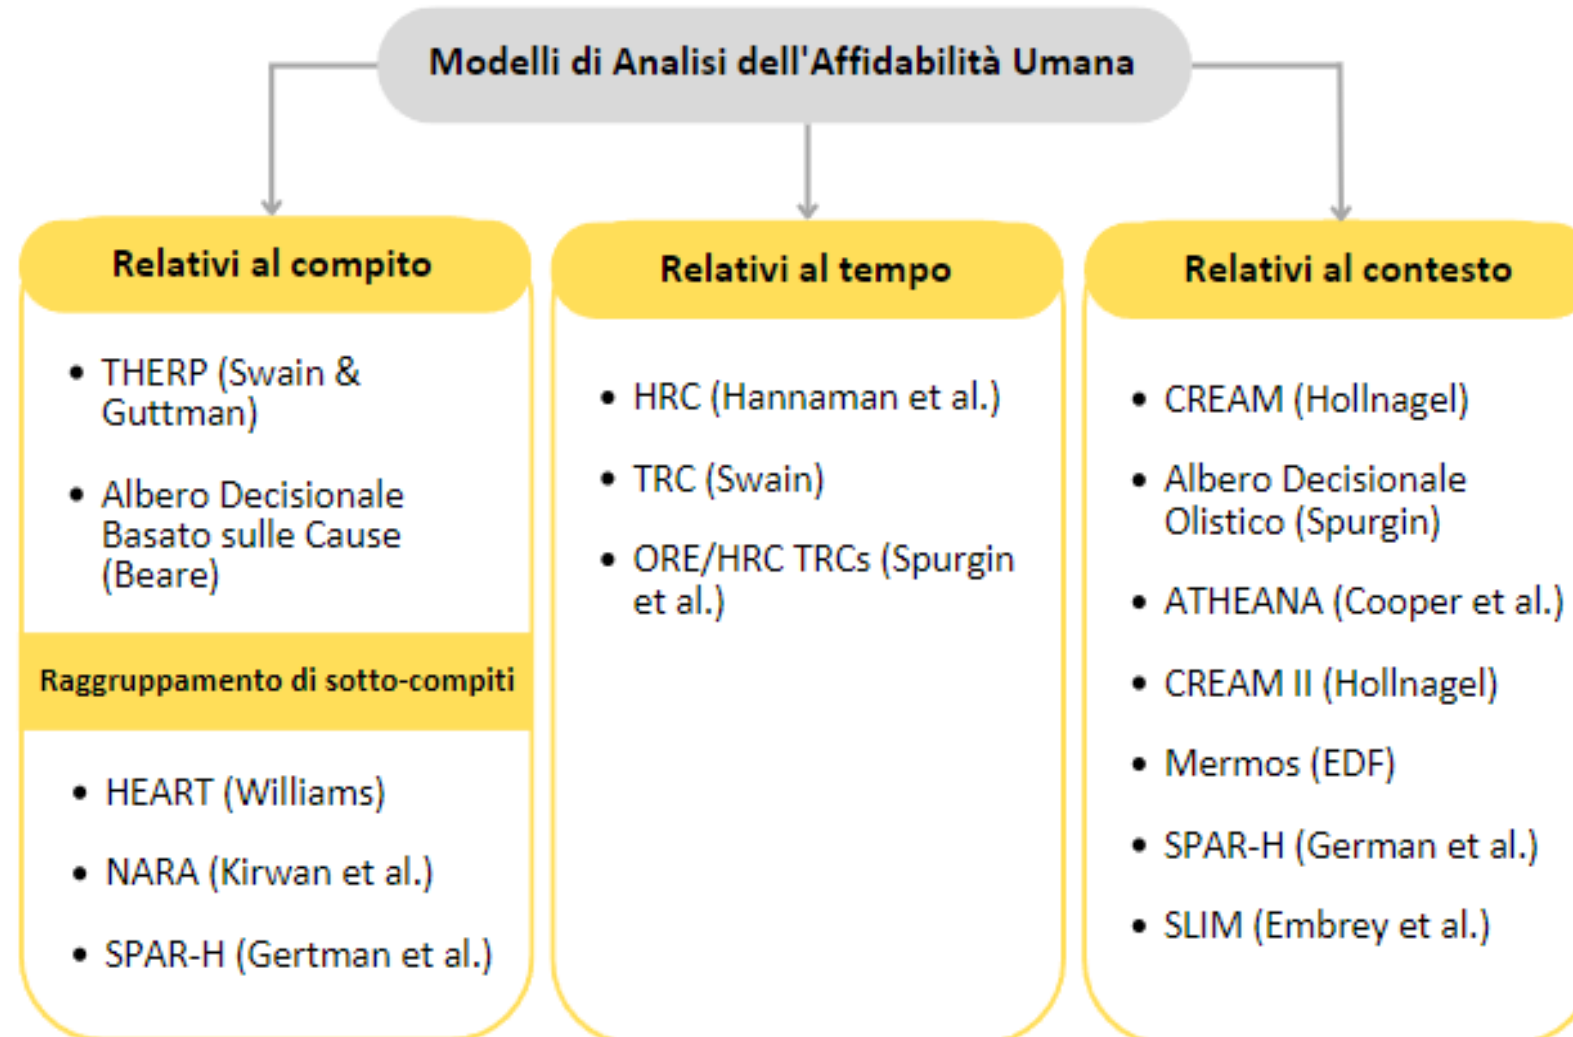 Modelli di Analisi dell'Affidabilità Umana
Relativi al compito
THERP (Swain &
Guttman)
Albero Decisionale
Basato sulle Cause
(Beare)
Raggruppamento di sotto-compiti
HEART (Williams)
NARA (Kirwan et al.)
SPAR-H (Gertman et al.)
Relativi al tempo
HRC (Hannaman et al.)
TRC (Swain)
ORE/HRC TRCs (Spurgin
et al.)
Relativi al contesto
CREAM (Hollnagel)
Albero Decisionale
Olistico (Spurgin)
ATHEANA (Cooper et al.)
CREAM II (Hollnagel)
Mermos (EDF)
SPAR-H (German et al.)
SLIM (Embrey et al.)